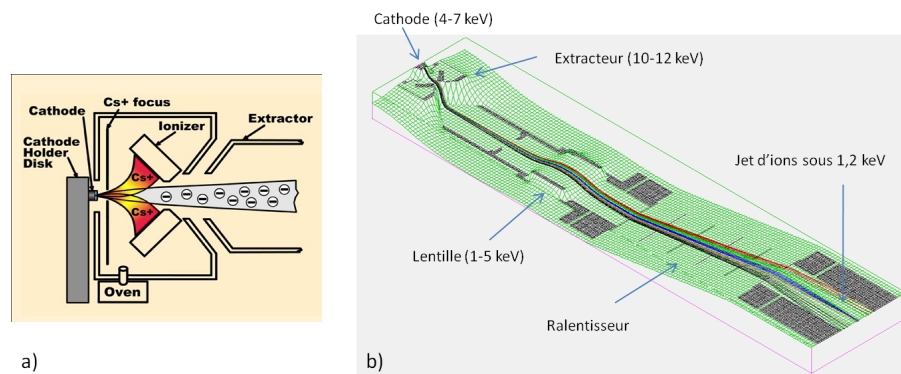 Cs+ focus
Cathode
Ionizer
Extractor
Cathode
Holder
Disk
Cs+
Cs+
Oven
a)
Cathode (4-7 keV)
Extracteur (10-12 keV)
Jet d'ions sous 1,2 keV
Lentille (1-5 keV)
Ralentisseur
b)